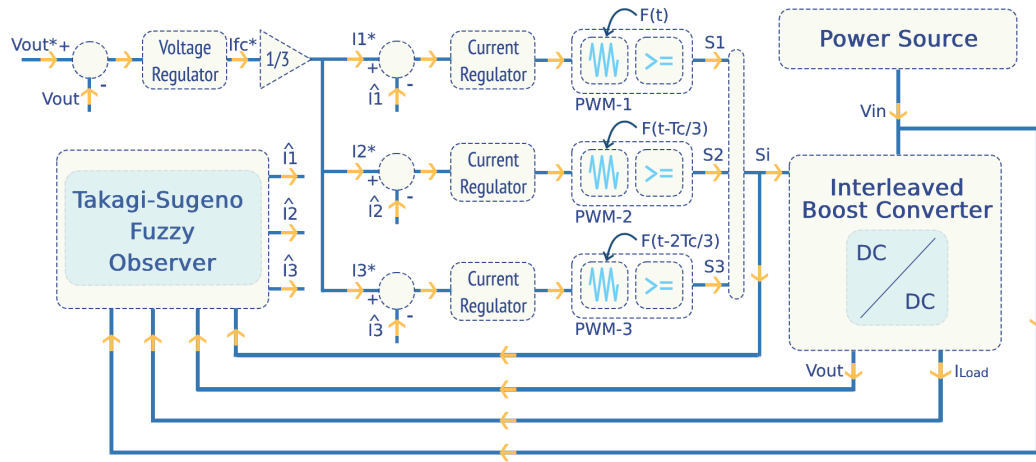 Vout*
+
-
Vout
Voltage
Regulator
Ifc*
1/3
I1*
+
-
Î1
Current
Regulator
F(t)
>=
PWM-1
S1
I2*
+
-
Î2
Current
Regulator
F(t-Tc/3)
>=
PWM-2
S2
I3*
+
-
Î3
Current
Regulator
F(t-2Tc/3)
>=
PWM-3
S3
Si
Power Source
Vin
Interleaved
Boost Converter
DC
DC
Vout
ILoad
Takagi-Sugeno
Fuzzy
Observer
Î1
Î2
Î3